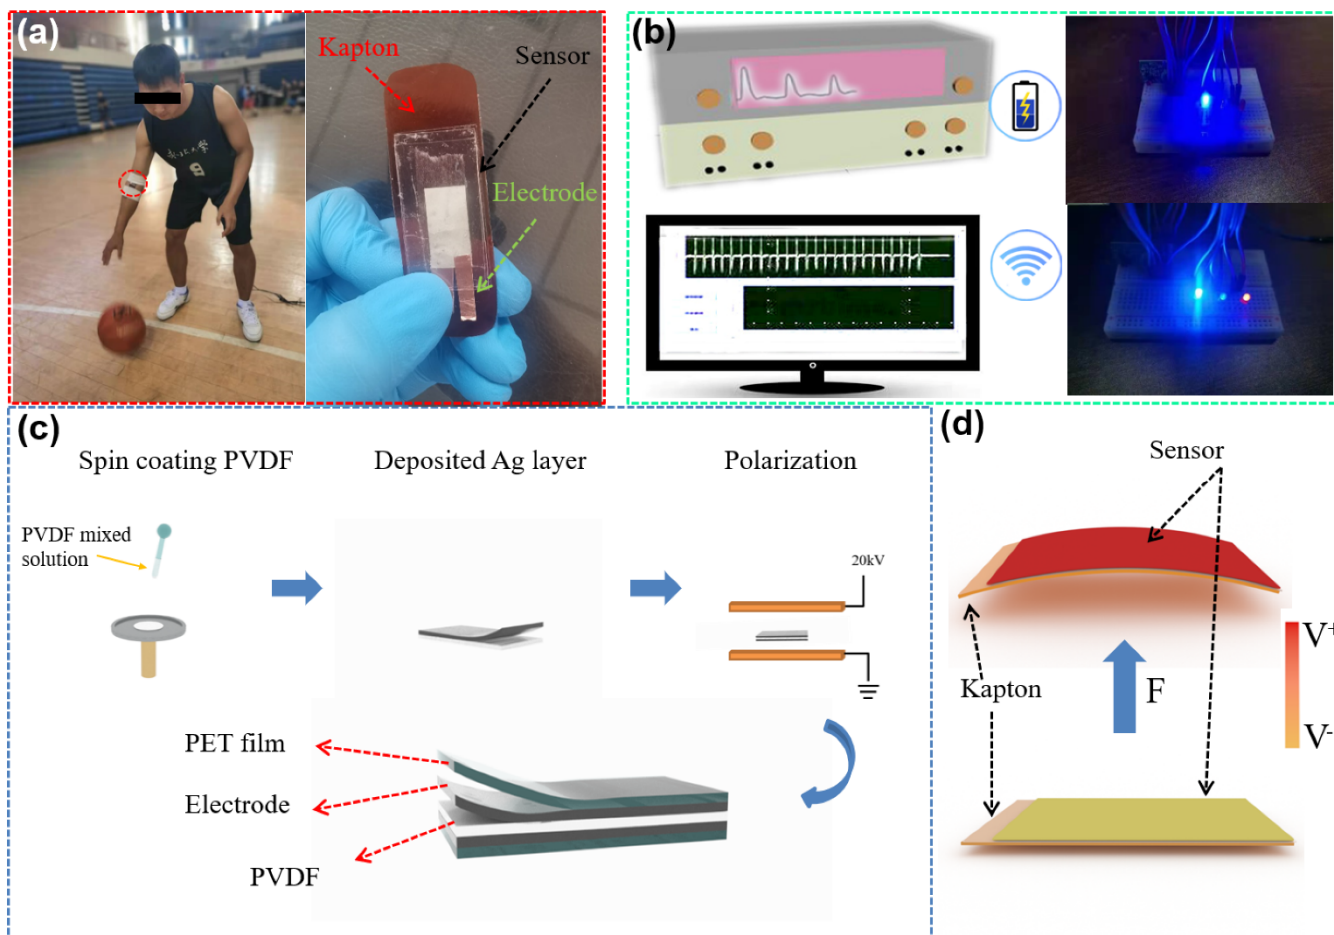 (a)
Kapton
Sensor
Electrode
(b)
(c)
Spin coating PVDF
Deposited Ag layer
Polarization
PVDF mixed
solution
20kV
PET film
Electrode
PVDF
(d)
Sensor
Kapton
F
V+
V-